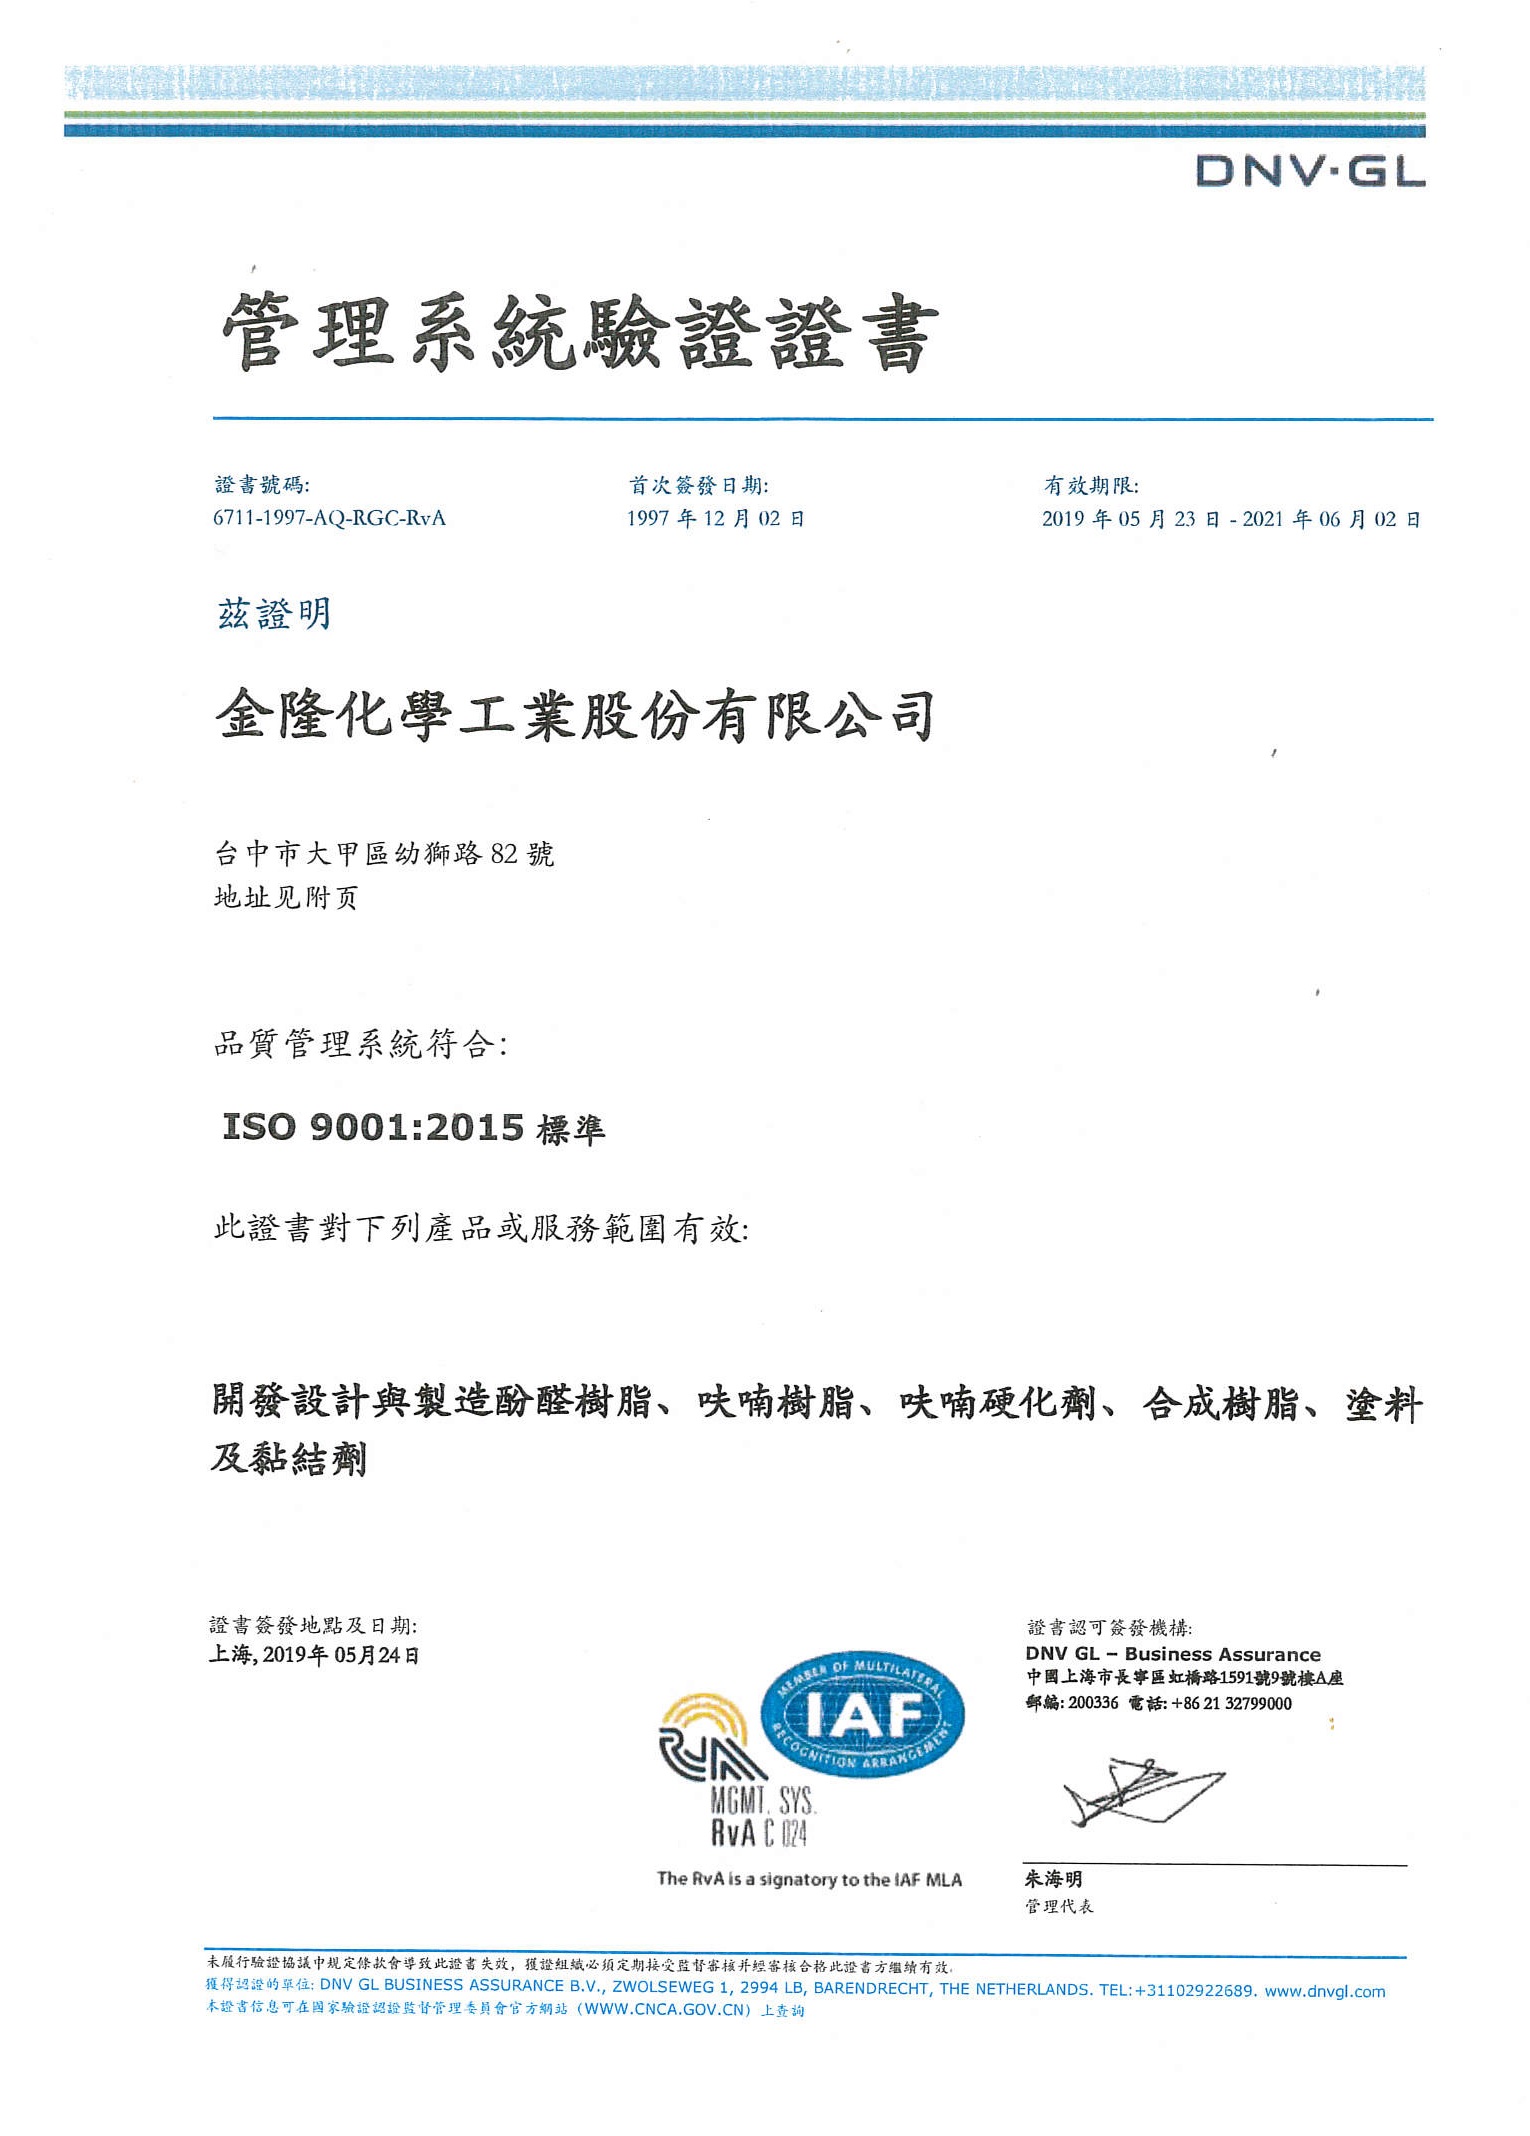 DNV·GL
管理系統驗證證書
證書號碼:
6711-1997-AQ-RGC-RvA
首次簽發日期:
1997 年 12 月 02 日
有效期限:
2019 年 05 月 23 日 - 2021 年 06 月 02 日
茲證明
金隆化學工業股份有限公司
台中市大甲區幼獅路 82 號
地址见附页
品質管理系統符合:
ISO 9001:2015 標準
此證書對下列產品或服務範圍有效:
開發設計與製造酚醛樹脂、呋喃樹脂、呋喃硬化劑、合成樹脂、塗料
及黏結劑
證書簽發地點及日期:
上海, 2019年 05月24日
MEMBER OF MULTILATERAL
IAF
RECOGNITION ARRANGEMENT
RvA
MGMT. SYS.
RvA C 024
The RvA is a signatory to the IAF MLA
證書認可簽發機構:
DNV GL – Business Assurance
中國上海市長寧區虹橋路1591號9號樓A座
郵編: 200336 電話: +86 21 32799000
朱海明
管理代表
未履行驗證協議中規定條款會導致此證書失效，獲證組織必須定期接受監督審核并經審核合格此證書方繼續有效.
獲得認證的單位: DNV GL BUSINESS ASSURANCE B.V., ZWOLSEWEG 1, 2994 LB, BARENDRECHT, THE NETHERLANDS. TEL:+31102922689. www.dnvgl.com
本證書信息可在國家驗證認證監督管理委員會官方網站（WWW.CNCA.GOV.CN）上查詢